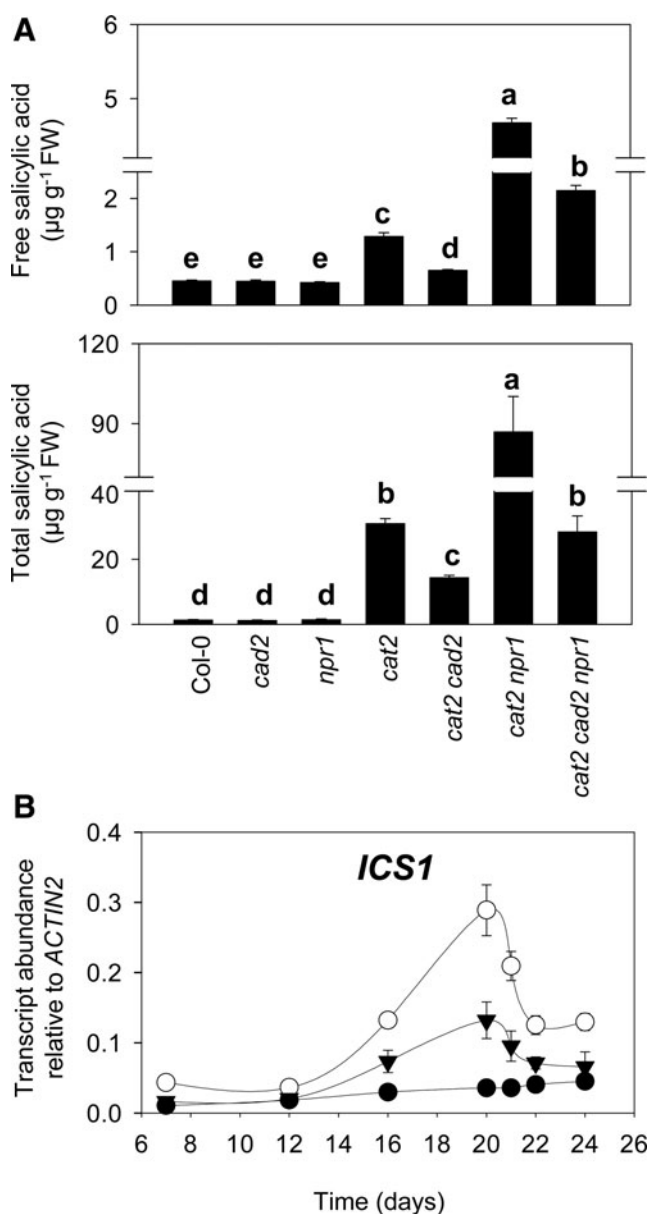 A
Free salicylic acid
(µg g⁻¹ FW)
6
5
2
1
0
e
e
e
c
d
a
b
Total salicylic acid
(µg g⁻¹ FW)
120
90
40
20
0
d
d
d
b
c
a
b
Col-0
cad2
npr1
cat2
cat2 cad2
cat2 npr1
cat2 cad2 npr1
B
ICS1
Transcript abundance
relative to ACTIN2
0.4
0.3
0.2
0.1
0.0
6 8 10 12 14 16 18 20 22 24 26
Time (days)